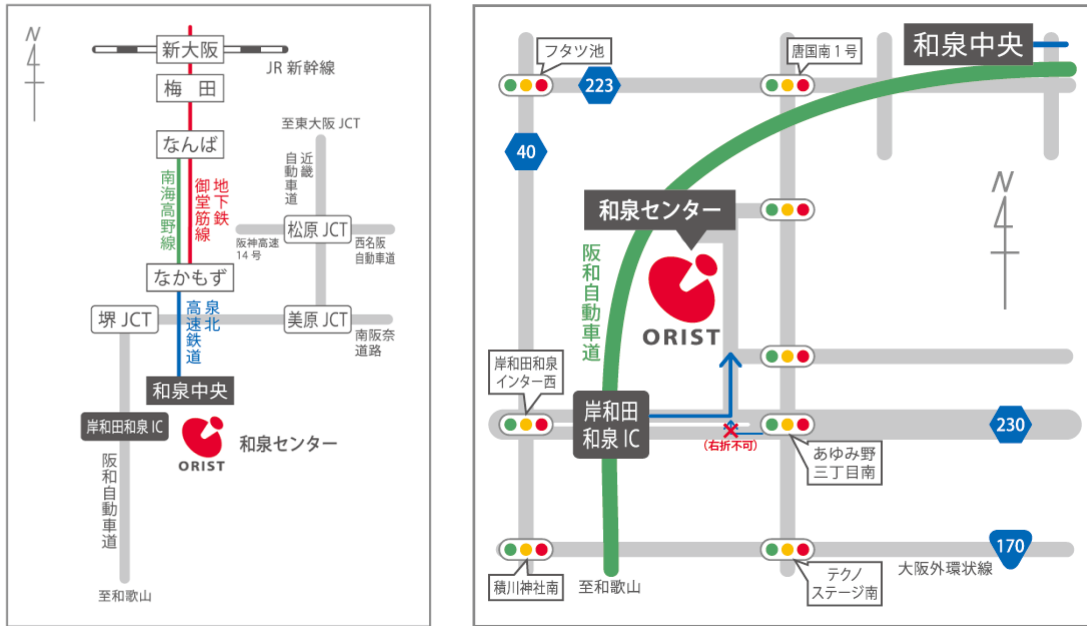 N
新大阪
JR 新幹線
梅田
至東大阪 JCT
なんば
近畿
自動車道
南海高野線
地下鉄
御堂筋線
松原 JCT
阪神高速
14 号
西名阪
自動車道
なかもず
堺 JCT
泉北
高速鉄道
美原 JCT
南阪奈
道路
和泉中央
岸和田和泉 IC
和泉センター
ORIST
阪和自動車道
至和歌山
フタツ池
唐国南 1 号
和泉中央
223
40
N
和泉センター
阪和自動車道
ORIST
岸和田和泉
インター西
岸和田
和泉 IC
(右折不可)
230
あゆみ野
三丁目南
170
大阪外環状線
積川神社南
至和歌山
テクノ
ステージ南